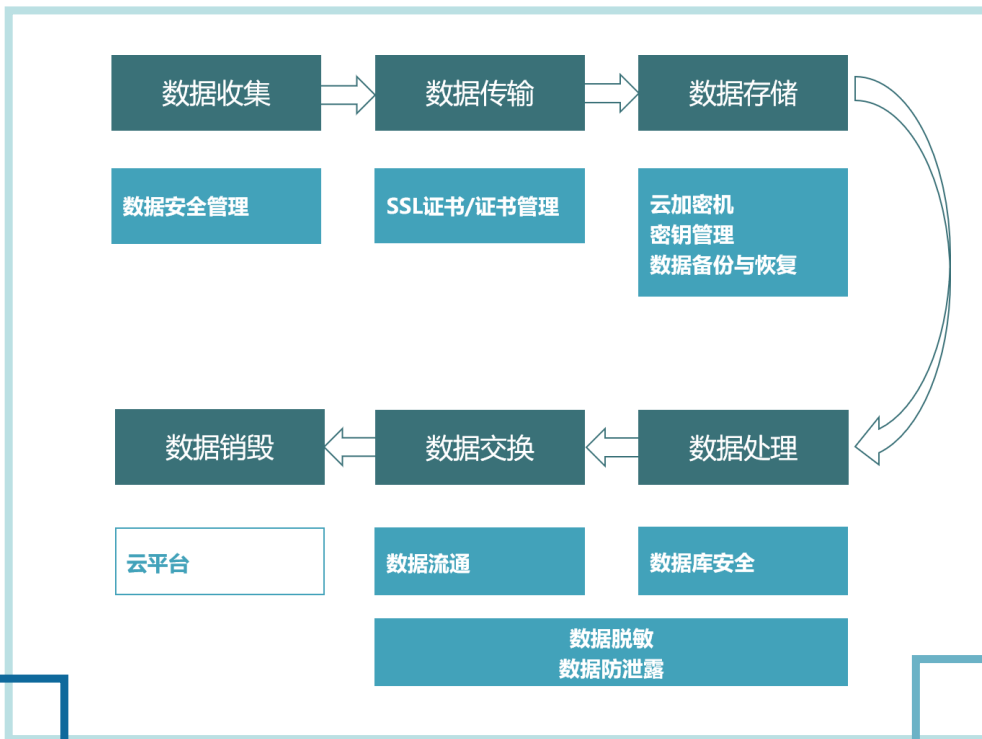 数据收集
数据传输
数据存储
数据安全管理
SSL证书/证书管理
云加密机
密钥管理
数据备份与恢复
数据销毁
数据交换
数据处理
云平台
数据流通
数据库安全
数据脱敏
数据防泄露